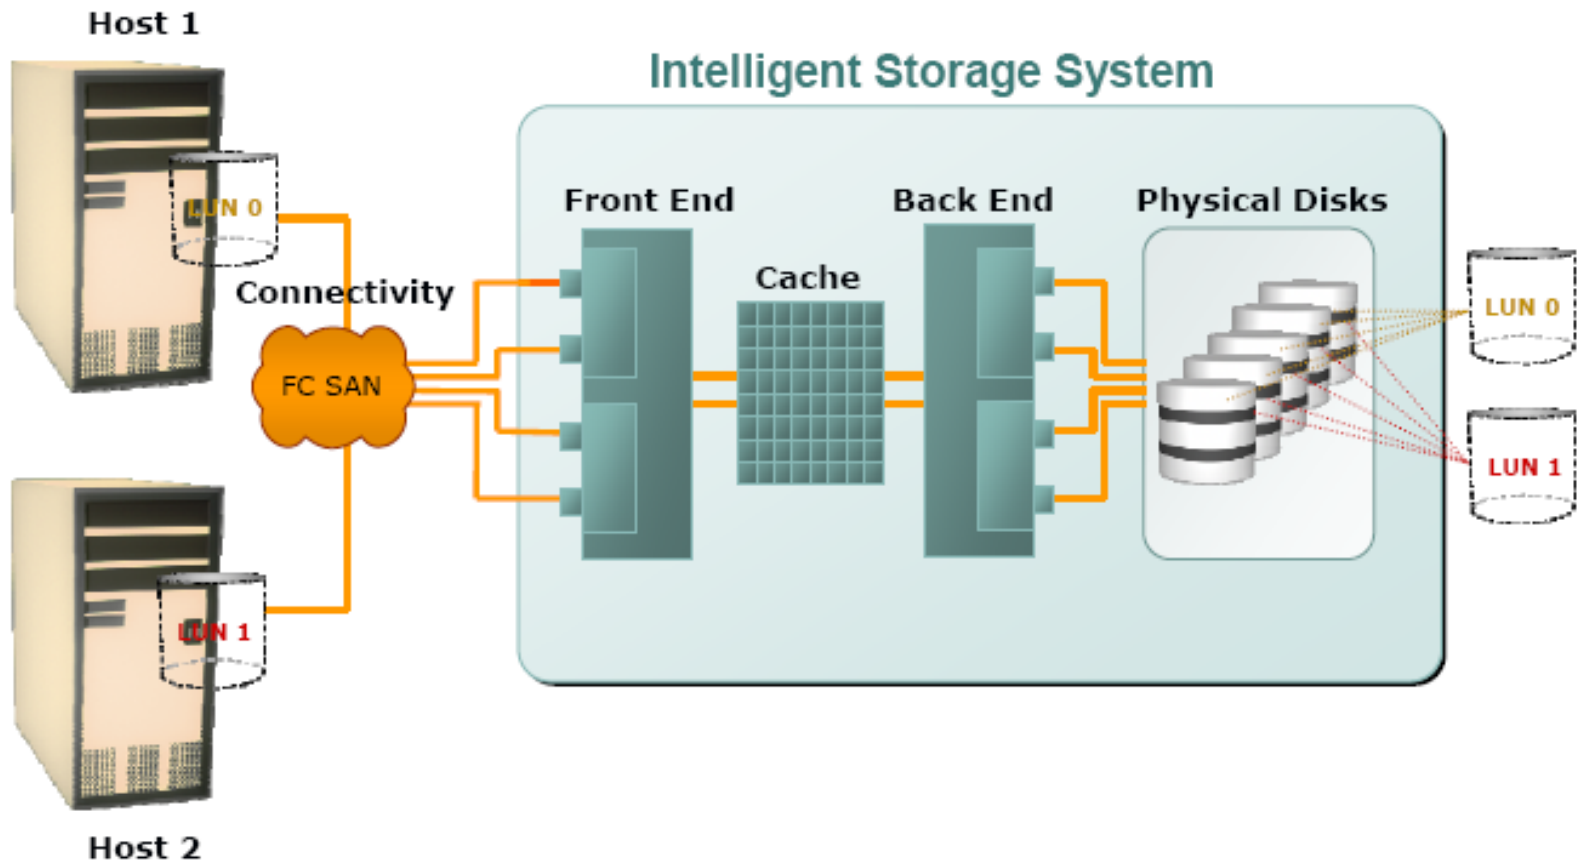 Host 1
Intelligent Storage System
LUN 0
Front End
Back End
Physical Disks
Connectivity
Cache
LUN 0
FC SAN
LUN 1
LUN 1
Host 2